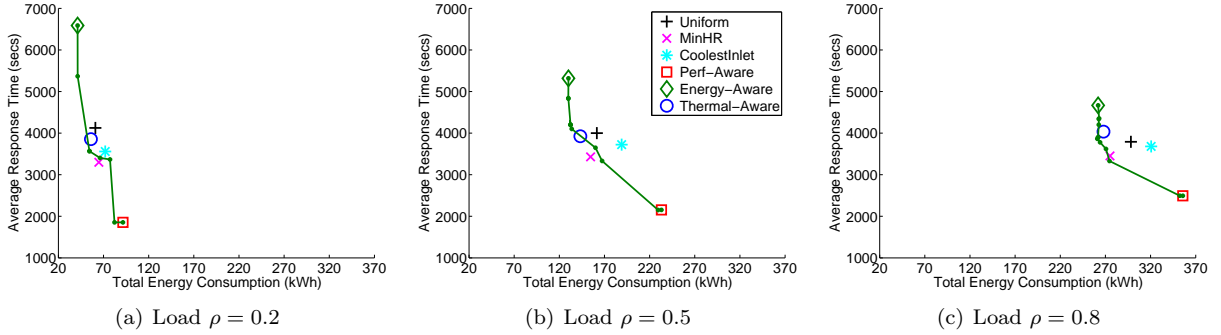 7000
6000
5000
4000
3000
2000
1000
20 70 120 170 220 270 320 370
Average Response Time (secs)
Total Energy Consumption (kWh)
(a) Load ρ = 0.2
7000
6000
5000
4000
3000
2000
1000
20 70 120 170 220 270 320 370
Average Response Time (secs)
Total Energy Consumption (kWh)
Uniform
MinHR
CoolestInlet
Perf−Aware
Energy−Aware
Thermal−Aware
(b) Load ρ = 0.5
7000
6000
5000
4000
3000
2000
1000
20 70 120 170 220 270 320 370
Average Response Time (secs)
Total Energy Consumption (kWh)
(c) Load ρ = 0.8